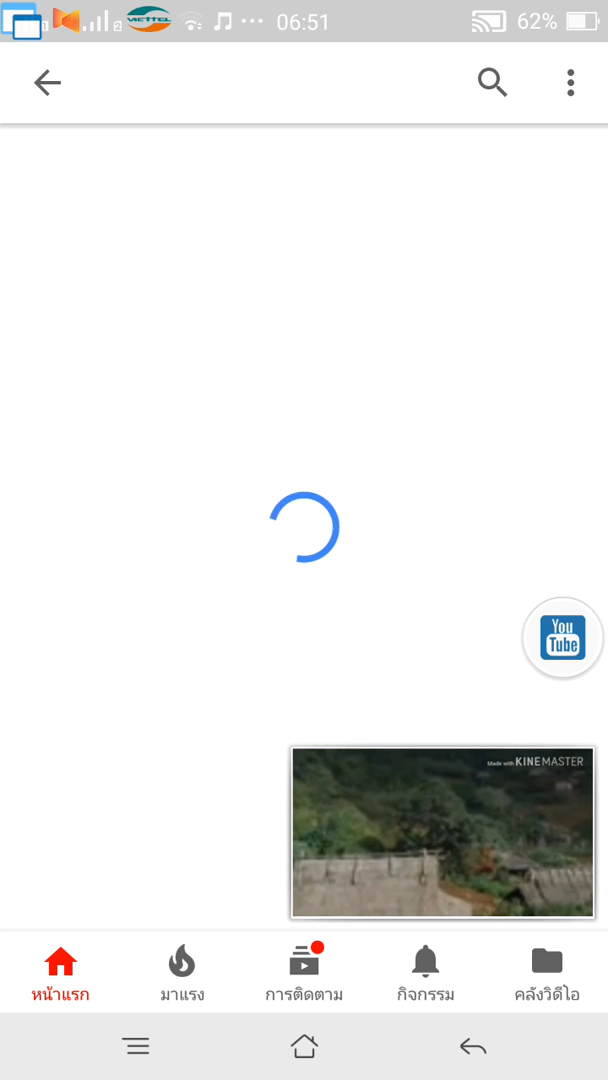 VIETTEL
06:51
62%
You
Tube
Made with KINEMASTER
หน้าแรก
มาแรง
การติดตาม
กิจกรรม
คลังวิดีโอ